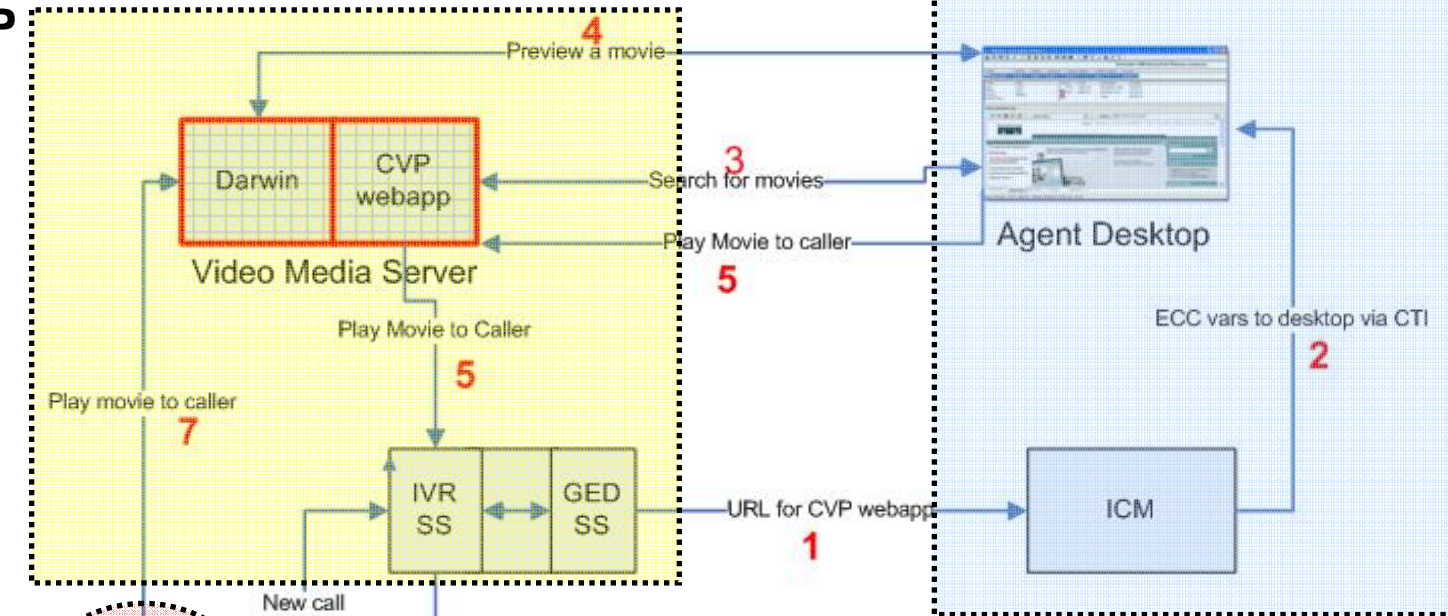 P
4
Preview a movie
Darwin
CVP
webapp
3
Search for movies
Play Movie to caller
5
Video Media Server
Agent Desktop
Play Movie to Caller
5
ECC vars to desktop via CTI
2
Play movie to caller
7
IVR
SS
GED
SS
URL for CVP webapp
1
ICM
New call